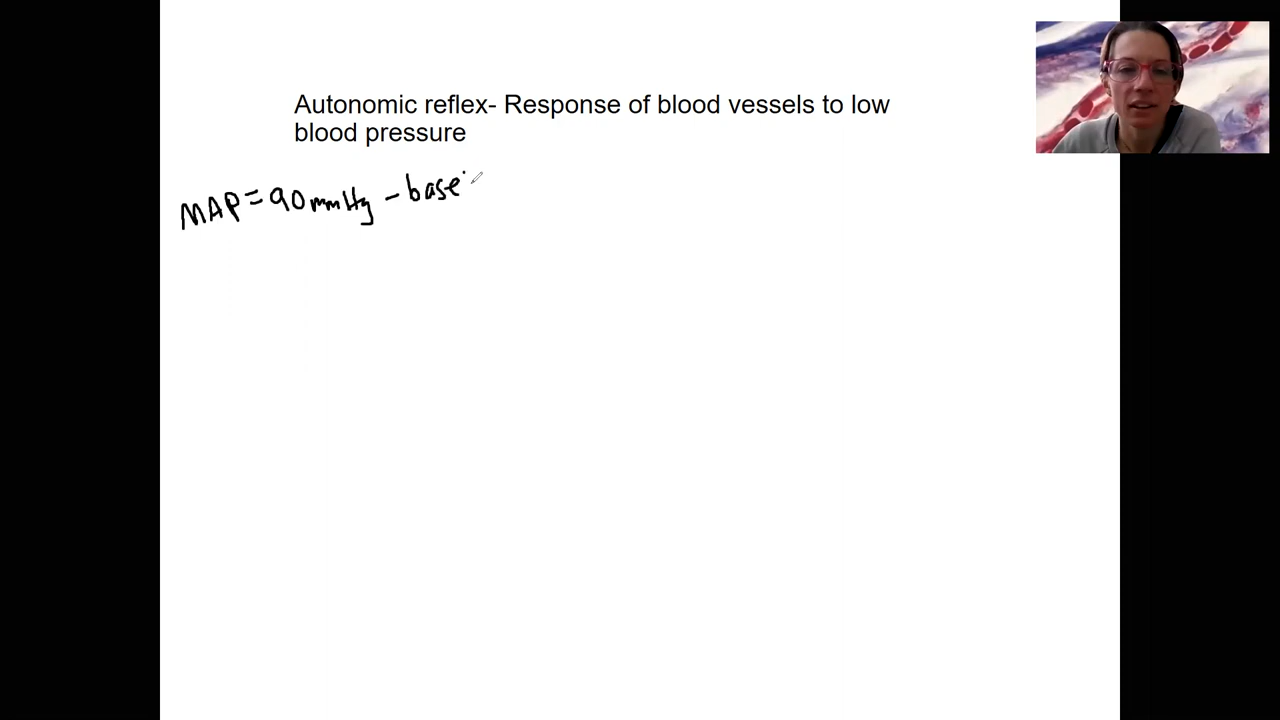 Autonomic reflex- Response of blood vessels to low
blood pressure
MAP = 90 mmHg - base